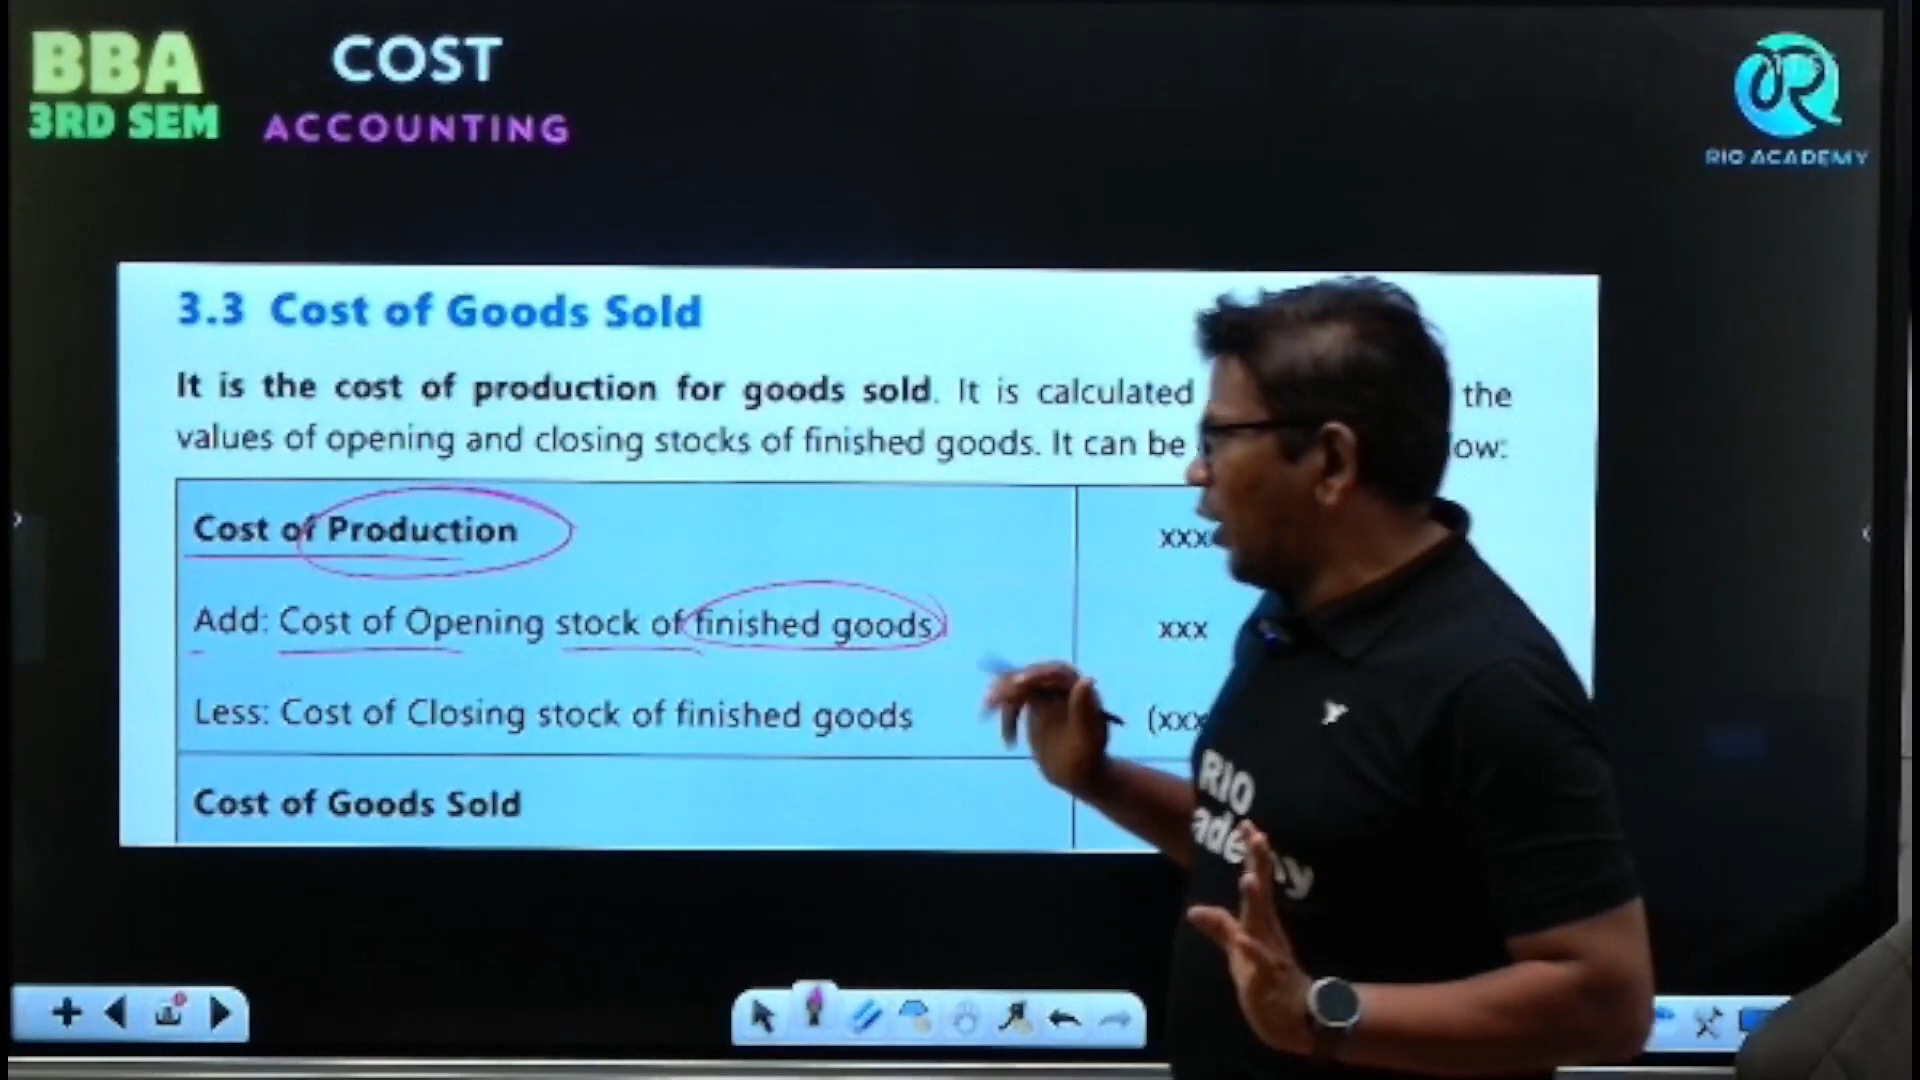 BBA
3RD SEM
COST
ACCOUNTING
RIO ACADEMY
3.3 Cost of Goods Sold
It is the cost of production for goods sold. It is calculated the
values of opening and closing stocks of finished goods. It can be ow:
Cost of Production xxx
Add: Cost of Opening stock of finished goods xxx
Less: Cost of Closing stock of finished goods (xxx
Cost of Goods Sold
RIO
ade my